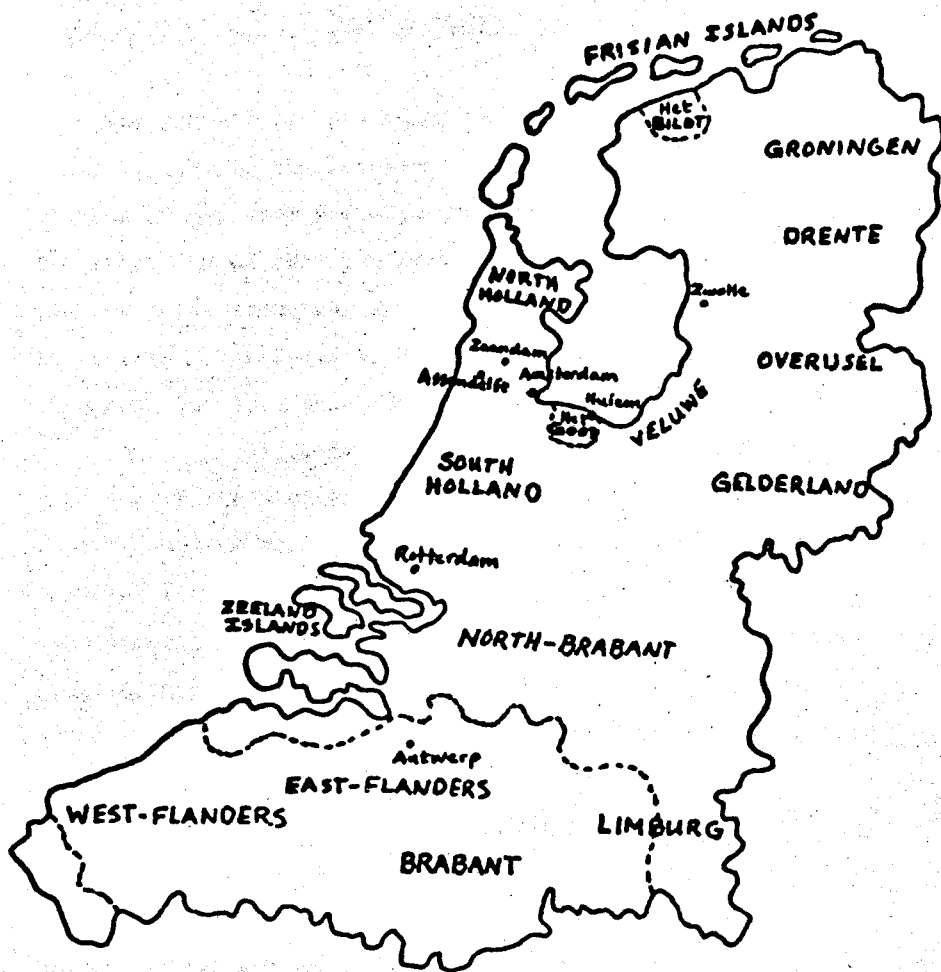 FRISIAN ISLANDS
Het
BILDT
GRONINGEN
DRENTE
NORTH
HOLLAND
Zwolle
Zaandam
OVERIJSEL
Assendelft
Amsterdam
Huizen
Het
GOOI
VELUWE
SOUTH
HOLLAND
GELDERLAND
Rotterdam
ZEELAND
ISLANDS
NORTH-BRABANT
Antwerp
EAST-FLANDERS
WEST-FLANDERS
LIMBURG
BRABANT